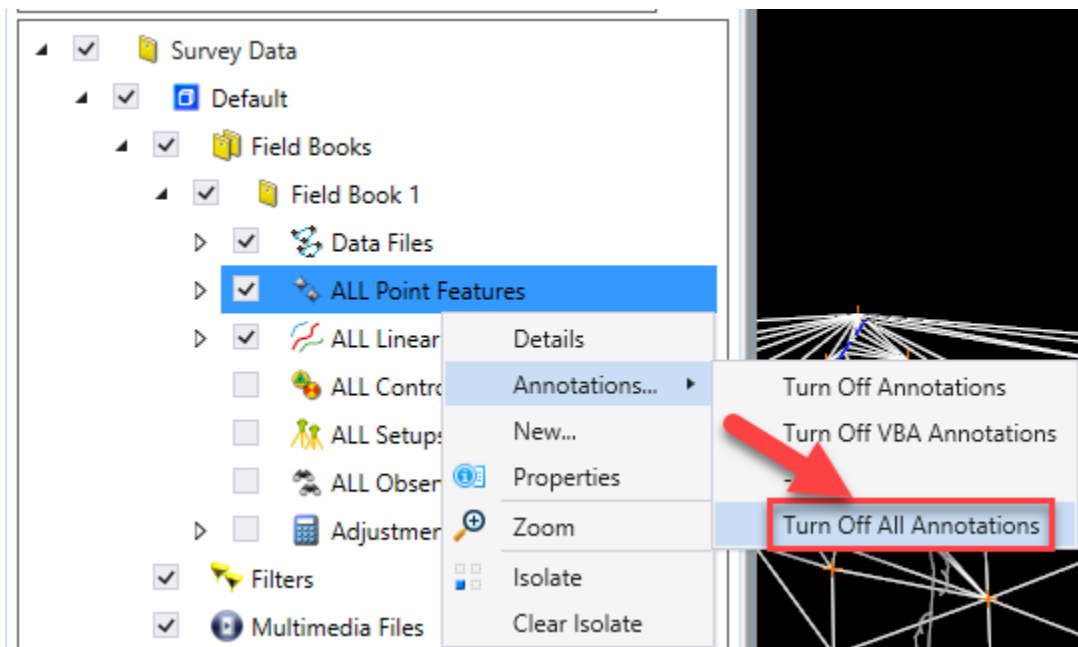 Survey Data
Default
Field Books
Field Book 1
Data Files
ALL Point Features
ALL Linear
ALL Contro
ALL Setups
ALL Obser
Adjustmer
Filters
Multimedia Files
Details
Annotations...
New...
Properties
Zoom
Isolate
Clear Isolate
Turn Off Annotations
Turn Off VBA Annotations
-
Turn Off All Annotations